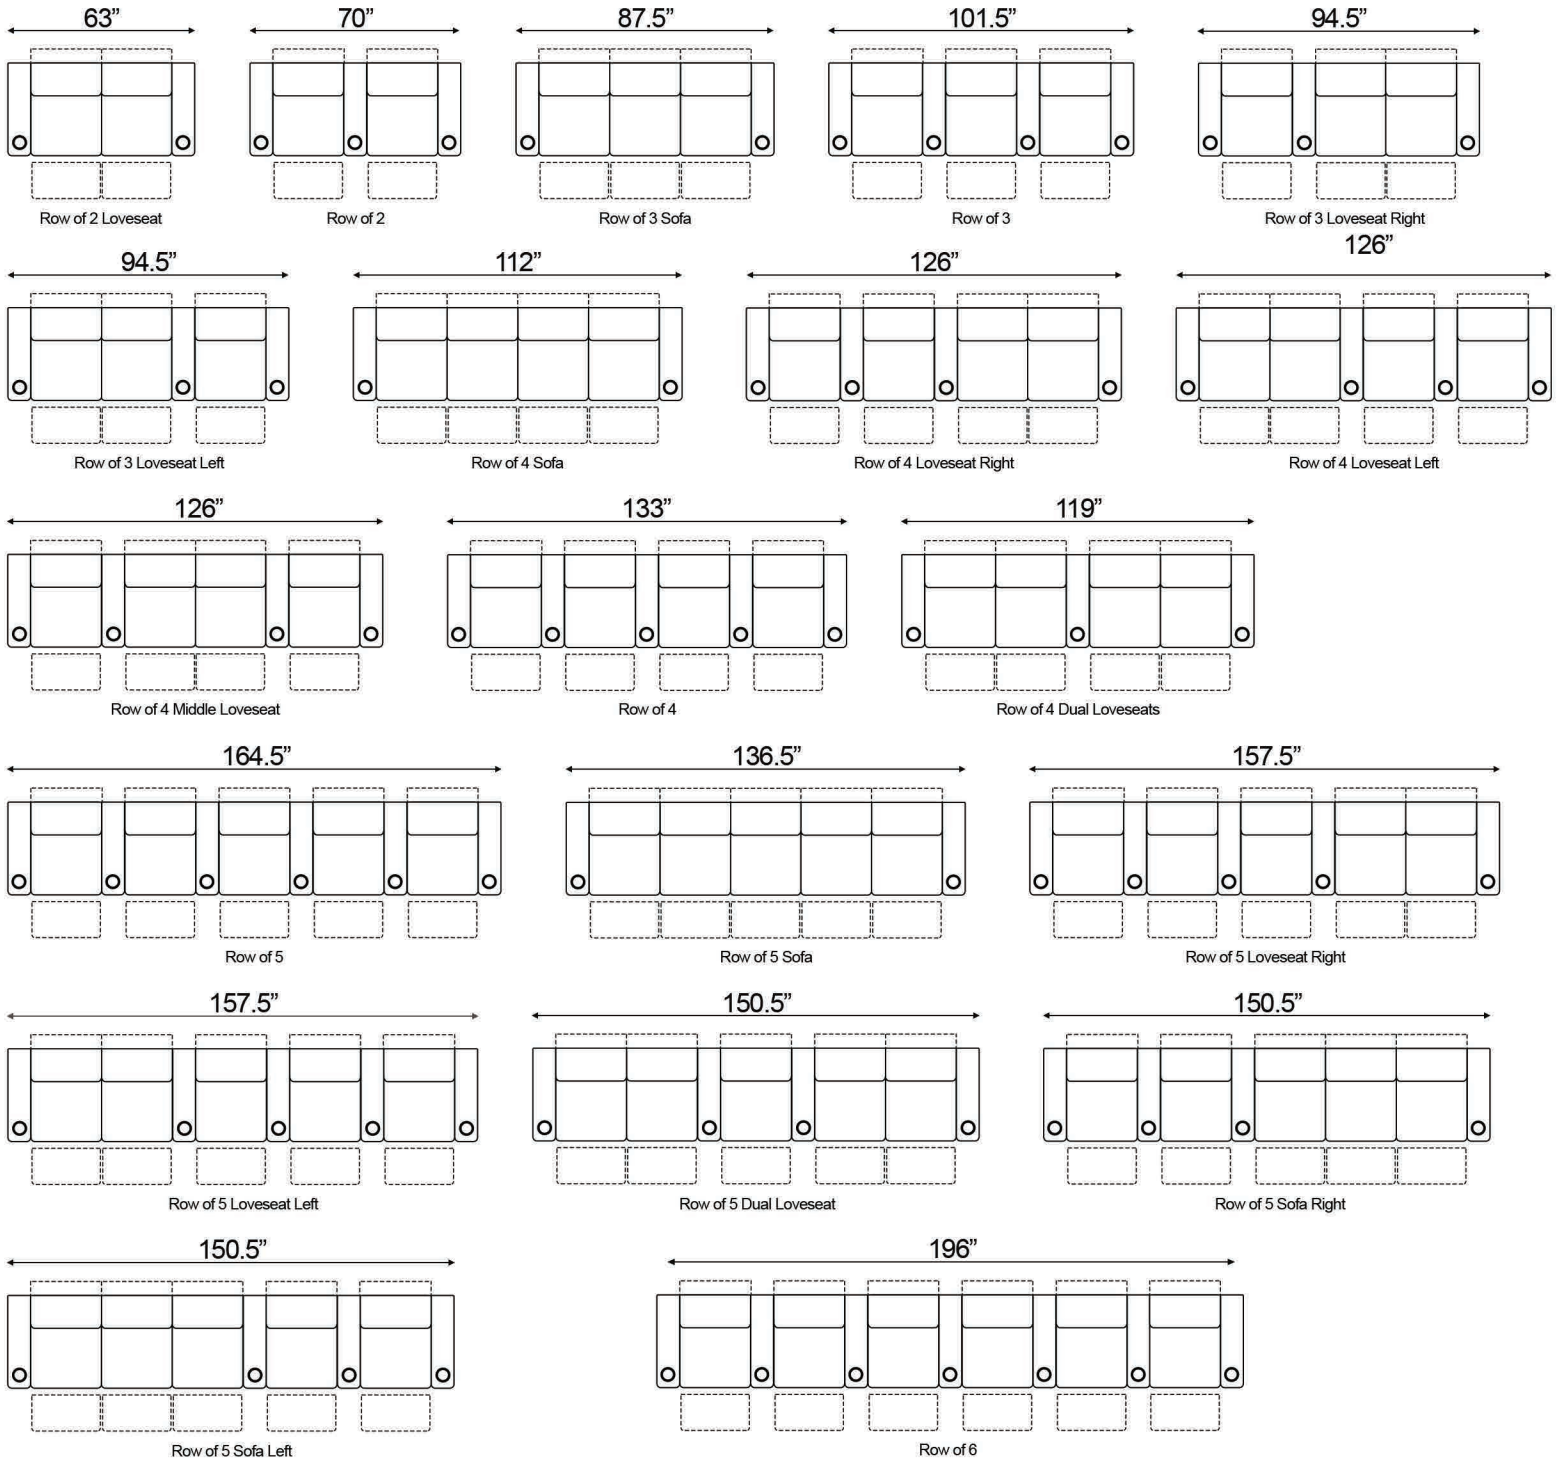 63”
70”
87.5”
101.5”
94.5”
Row of 2 Loveseat
Row of 2
Row of 3 Sofa
Row of 3
Row of 3 Loveseat Right
94.5”
112”
126”
126”
Row of 3 Loveseat Left
Row of 4 Sofa
Row of 4 Loveseat Right
Row of 4 Loveseat Left
126”
133”
119”
Row of 4 Middle Loveseat
Row of 4
Row of 4 Dual Loveseats
164.5”
136.5”
157.5”
Row of 5
Row of 5 Sofa
Row of 5 Loveseat Right
157.5”
150.5”
150.5”
Row of 5 Loveseat Left
Row of 5 Dual Loveseat
Row of 5 Sofa Right
150.5”
196”
Row of 5 Sofa Left
Row of 6